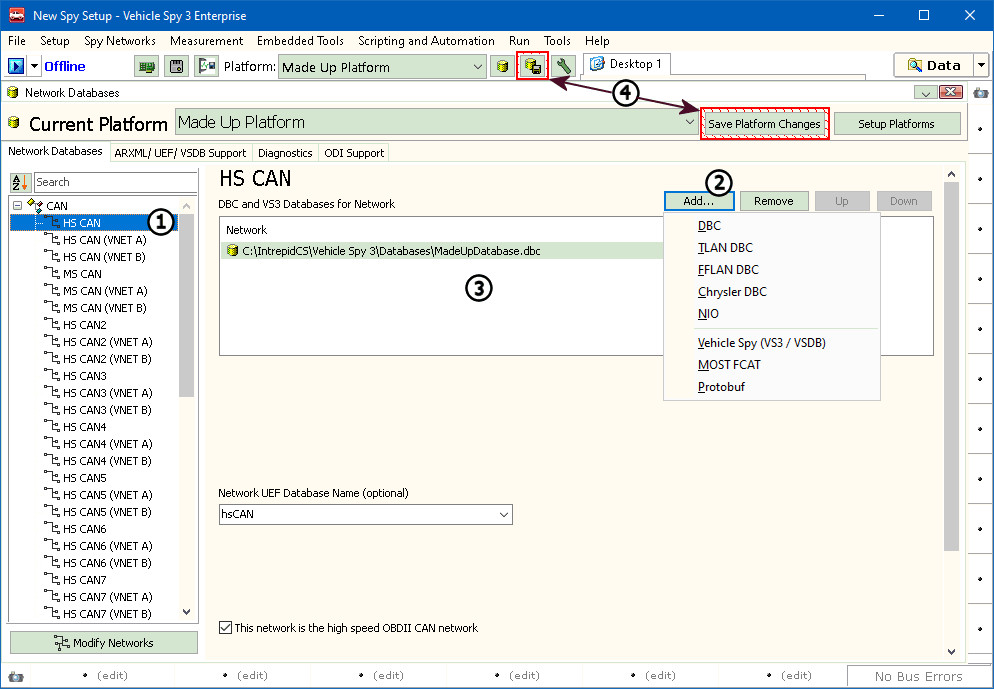 New Spy Setup - Vehicle Spy 3 Enterprise
File Setup Spy Networks Measurement Embedded Tools Scripting and Automation Run Tools Help
Offline Platform: Made Up Platform Desktop 1 Data
4
Network Databases
Current Platform Made Up Platform Save Platform Changes Setup Platforms
Network Databases ARXML/ UEF/ VSDB Support Diagnostics ODI Support
AZ Search
HS CAN
DBC and VS3 Databases for Network
2
Add... Remove Up Down
Network
C:\IntrepidCS\Vehicle Spy 3\Databases\MadeUpDatabase.dbc
3
DBC
TLAN DBC
FFLAN DBC
Chrysler DBC
NIO
Vehicle Spy (VS3 / VSDB)
MOST FCAT
Protobuf
CAN
HS CAN 1
HS CAN (VNET A)
HS CAN (VNET B)
MS CAN
MS CAN (VNET A)
MS CAN (VNET B)
HS CAN2
HS CAN2 (VNET A)
HS CAN2 (VNET B)
HS CAN3
HS CAN3 (VNET A)
HS CAN3 (VNET B)
HS CAN4
HS CAN4 (VNET A)
HS CAN4 (VNET B)
HS CAN5
HS CAN5 (VNET A)
HS CAN5 (VNET B)
HS CAN6
HS CAN6 (VNET A)
HS CAN6 (VNET B)
HS CAN7
HS CAN7 (VNET A)
HS CAN7 (VNET B)
Network UEF Database Name (optional)
hsCAN
This network is the high speed OBDII CAN network
Modify Networks
(edit) (edit) (edit) (edit) (edit) (edit) No Bus Errors